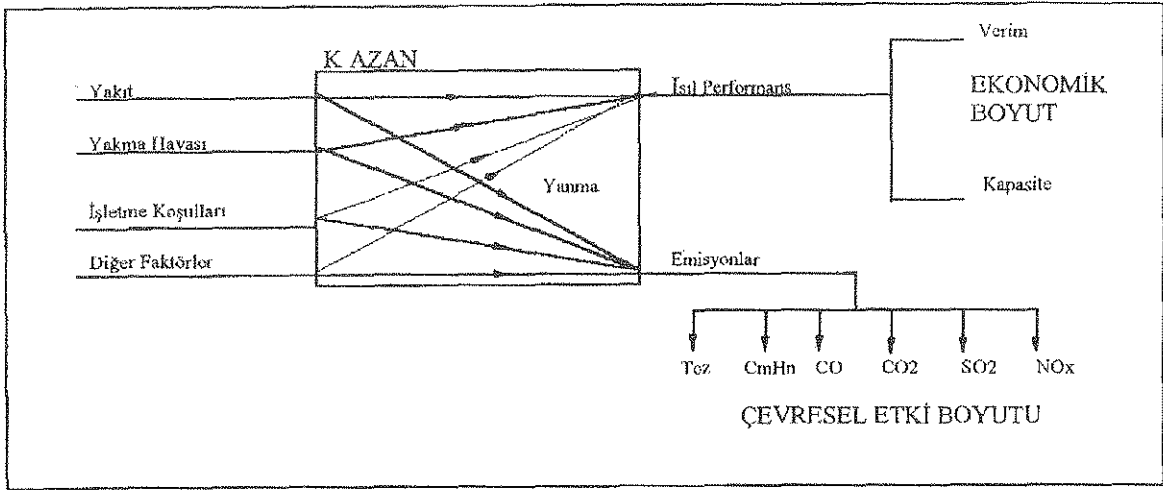 Verim
K AZAN
Yakıt
Isıl Performans
EKONOMİK
BOYUT
Yakma Havası
Yanma
Kapasite
İşletme Koşulları
Diğer Faktörlor
Emisyonlar
Toz CmHn CO CO2 SO2 NOx
ÇEVRESEL ETKİ BOYUTU